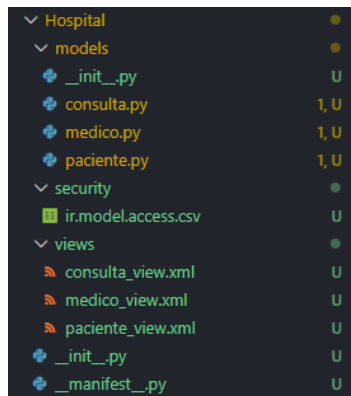 Hospital
models
__init__.py U
consulta.py 1, U
medico.py 1, U
paciente.py 1, U
security
ir.model.access.csv U
views
consulta_view.xml U
medico_view.xml U
paciente_view.xml U
__init__.py U
__manifest__.py U